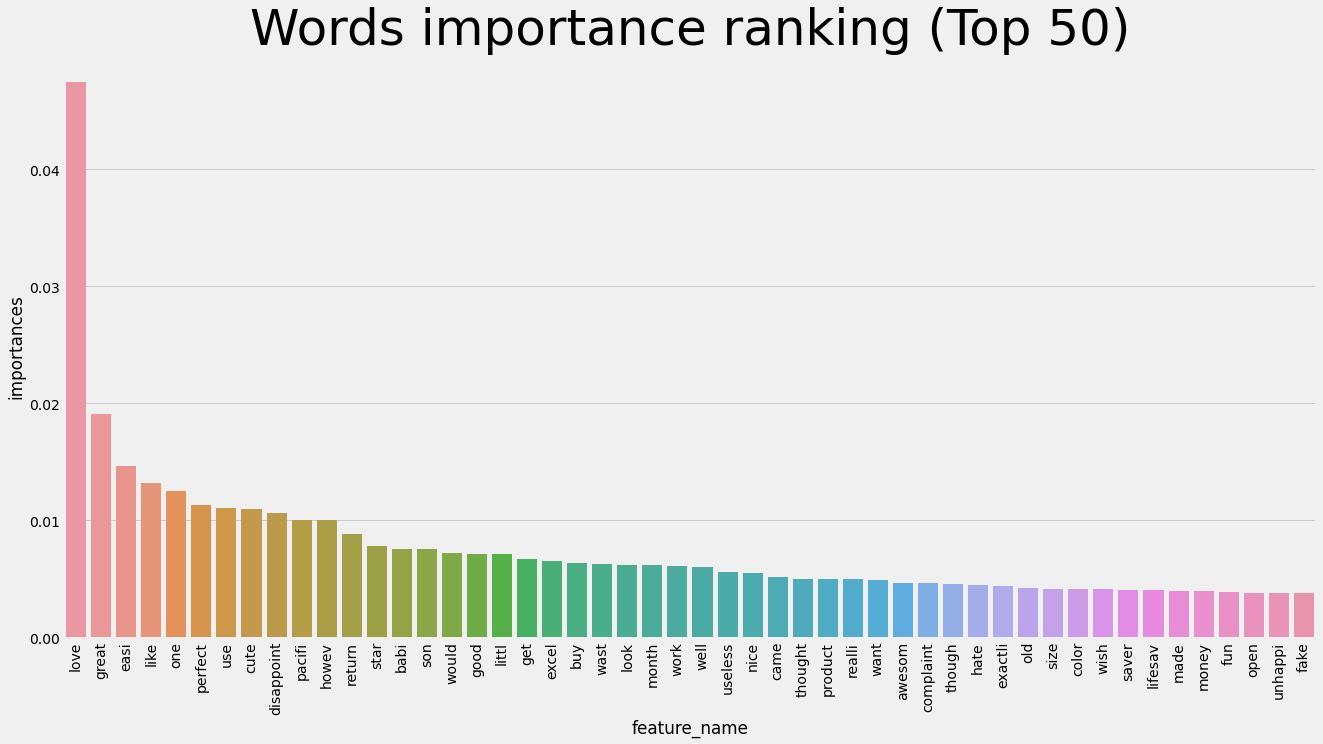 Words importance ranking (Top 50)
importances
0.04
0.03
0.02
0.01
0.00
love
great
easi
like
one
perfect
use
cute
disappoint
pacifi
howev
return
star
babi
son
would
good
littl
get
excel
buy
wast
look
month
work
well
useless
nice
came
thought
product
realli
want
awesom
complaint
though
hate
exactli
old
size
color
wish
saver
lifesav
made
money
fun
open
unhappi
fake
feature_name